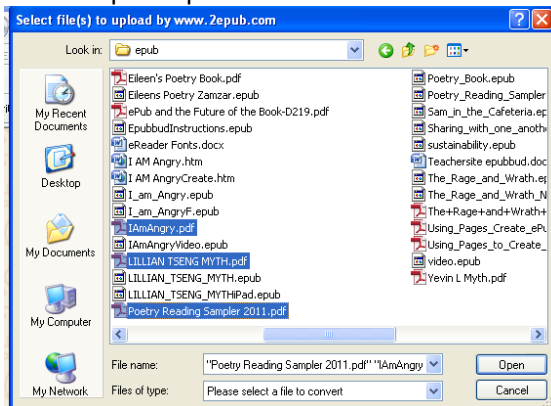 Select file(s) to upload by www.2epub.com
Look in:
epub
My Recent
Documents
Desktop
My Documents
My Computer
My Network
Eileen's Poetry Book.pdf
Eileens Poetry Zamzar.epub
ePub and the Future of the Book-D219.pdf
EpubbudInstructions.epub
eReader Fonts.docx
I AM Angry.htm
I AM AngryCreate.htm
I_am_Angry.epub
I_am_AngryF.epub
IAmAngry.pdf
IAmAngryVideo.epub
LILLIAN TSENG MYTH.pdf
LILLIAN_TSENG_MYTH.epub
LILLIAN_TSENG_MYTHiPad.epub
Poetry Reading Sampler 2011.pdf
Poetry_Book.epub
Poetry_Reading_Sampler
Sam_in_the_Cafeteria.ep
Sharing_with_one_anoth
sustainability.epub
Teachersite epubbud.doc
The_Rage_and_Wrath.ep
The_Rage_and_Wrath_N
The+Rage+and+Wrath+
Using_Pages_Create_ePu
Using_Pages_to_Create_
video.epub
Yevin L Myth.pdf
File name:
"Poetry Reading Sampler 2011.pdf" "IAmAngry
Open
Files of type:
Please select a file to convert
Cancel